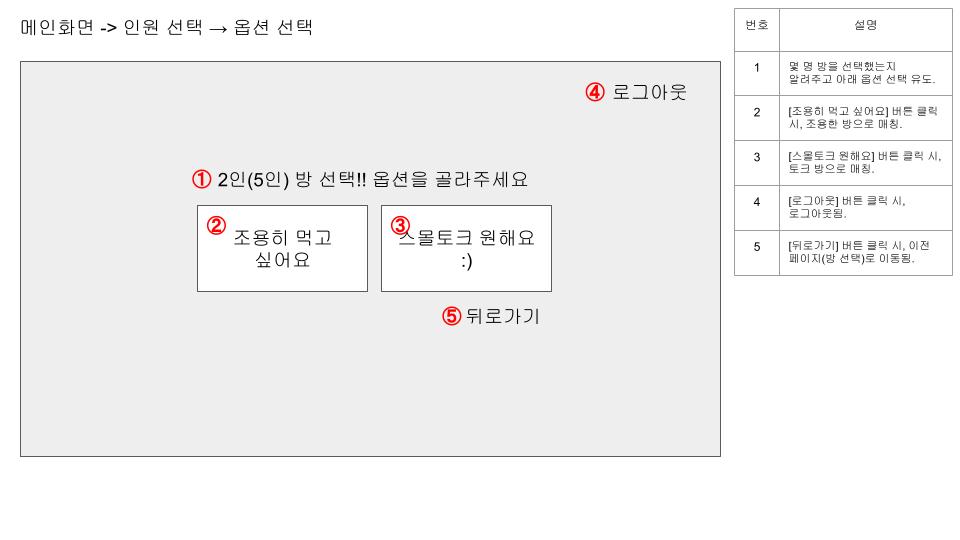 메인화면 -> 인원 선택 → 옵션 선택
④ 로그아웃
① 2인(5인) 방 선택!! 옵션을 골라주세요
② 조용히 먹고
싶어요
③ 스몰토크 원해요
:)
⑤ 뒤로가기
번호 설명
1 몇 명 방을 선택했는지
알려주고 아래 옵션 선택 유도.
2 [조용히 먹고 싶어요] 버튼 클릭
시, 조용한 방으로 매칭.
3 [스몰토크 원해요] 버튼 클릭 시,
토크 방으로 매칭.
4 [로그아웃] 버튼 클릭 시,
로그아웃됨.
5 [뒤로가기] 버튼 클릭 시, 이전
페이지(방 선택)로 이동됨.